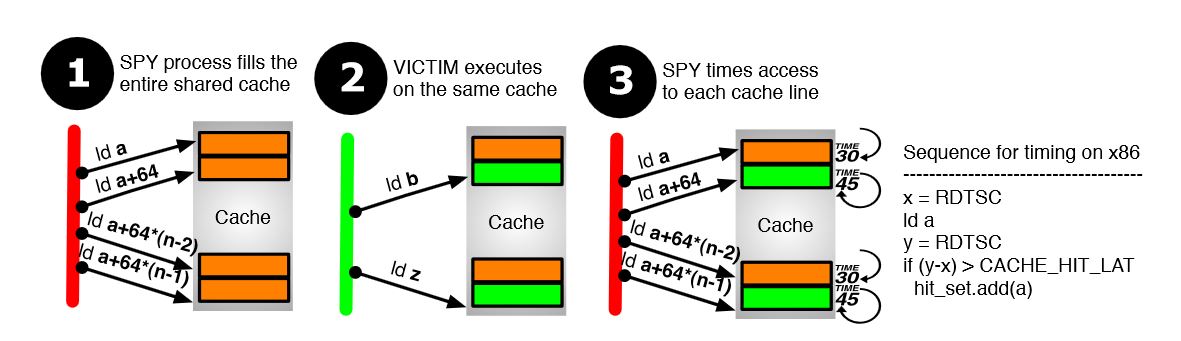 1
SPY process fills the
entire shared cache
ld a
ld a+64
ld a+64*(n-2)
ld a+64*(n-1)
Cache
2
VICTIM executes
on the same cache
ld b
ld z
Cache
3
SPY times access
to each cache line
ld a
ld a+64
ld a+64*(n-2)
ld a+64*(n-1)
Cache
TIME
30
TIME
45
TIME
30
TIME
45
Sequence for timing on x86
------------------------------------
x = RDTSC
ld a
y = RDTSC
if (y-x) > CACHE_HIT_LAT
hit_set.add(a)